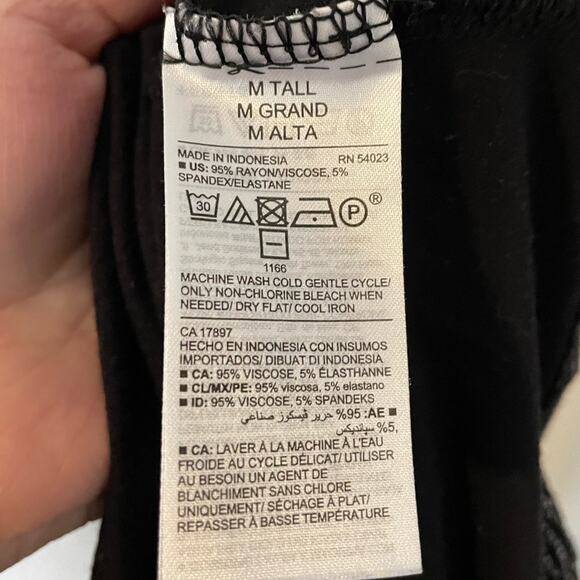 M TALL
M GRAND
M ALTA
MADE IN INDONESIA RN 54023
■ US: 95% RAYON/VISCOSE, 5%
SPANDEX/ELASTANE
30 P ®
1166
MACHINE WASH COLD GENTLE CYCLE/
ONLY NON-CHLORINE BLEACH WHEN
NEEDED/ DRY FLAT/ COOL IRON
CA 17897
HECHO EN INDONESIA CON INSUMOS
IMPORTADOS/ DIBUAT DI INDONESIA
■ CA: 95% VISCOSE, 5% ÉLASTHANNE
■ CL/MX/PE: 95% viscosa, 5% elastano
■ ID: 95% VISCOSE, 5% SPANDEKS
■ AE: 95% حرير ڤيسكوز صناعي
,5% سبانديكس
■ CA: LAVER À LA MACHINE À L'EAU
FROIDE AU CYCLE DÉLICAT/ UTILISER
AU BESOIN UN AGENT DE
BLANCHIMENT SANS CHLORE
UNIQUEMENT/ SÉCHAGE À PLAT/
REPASSER À BASSE TEMPÉRATURE